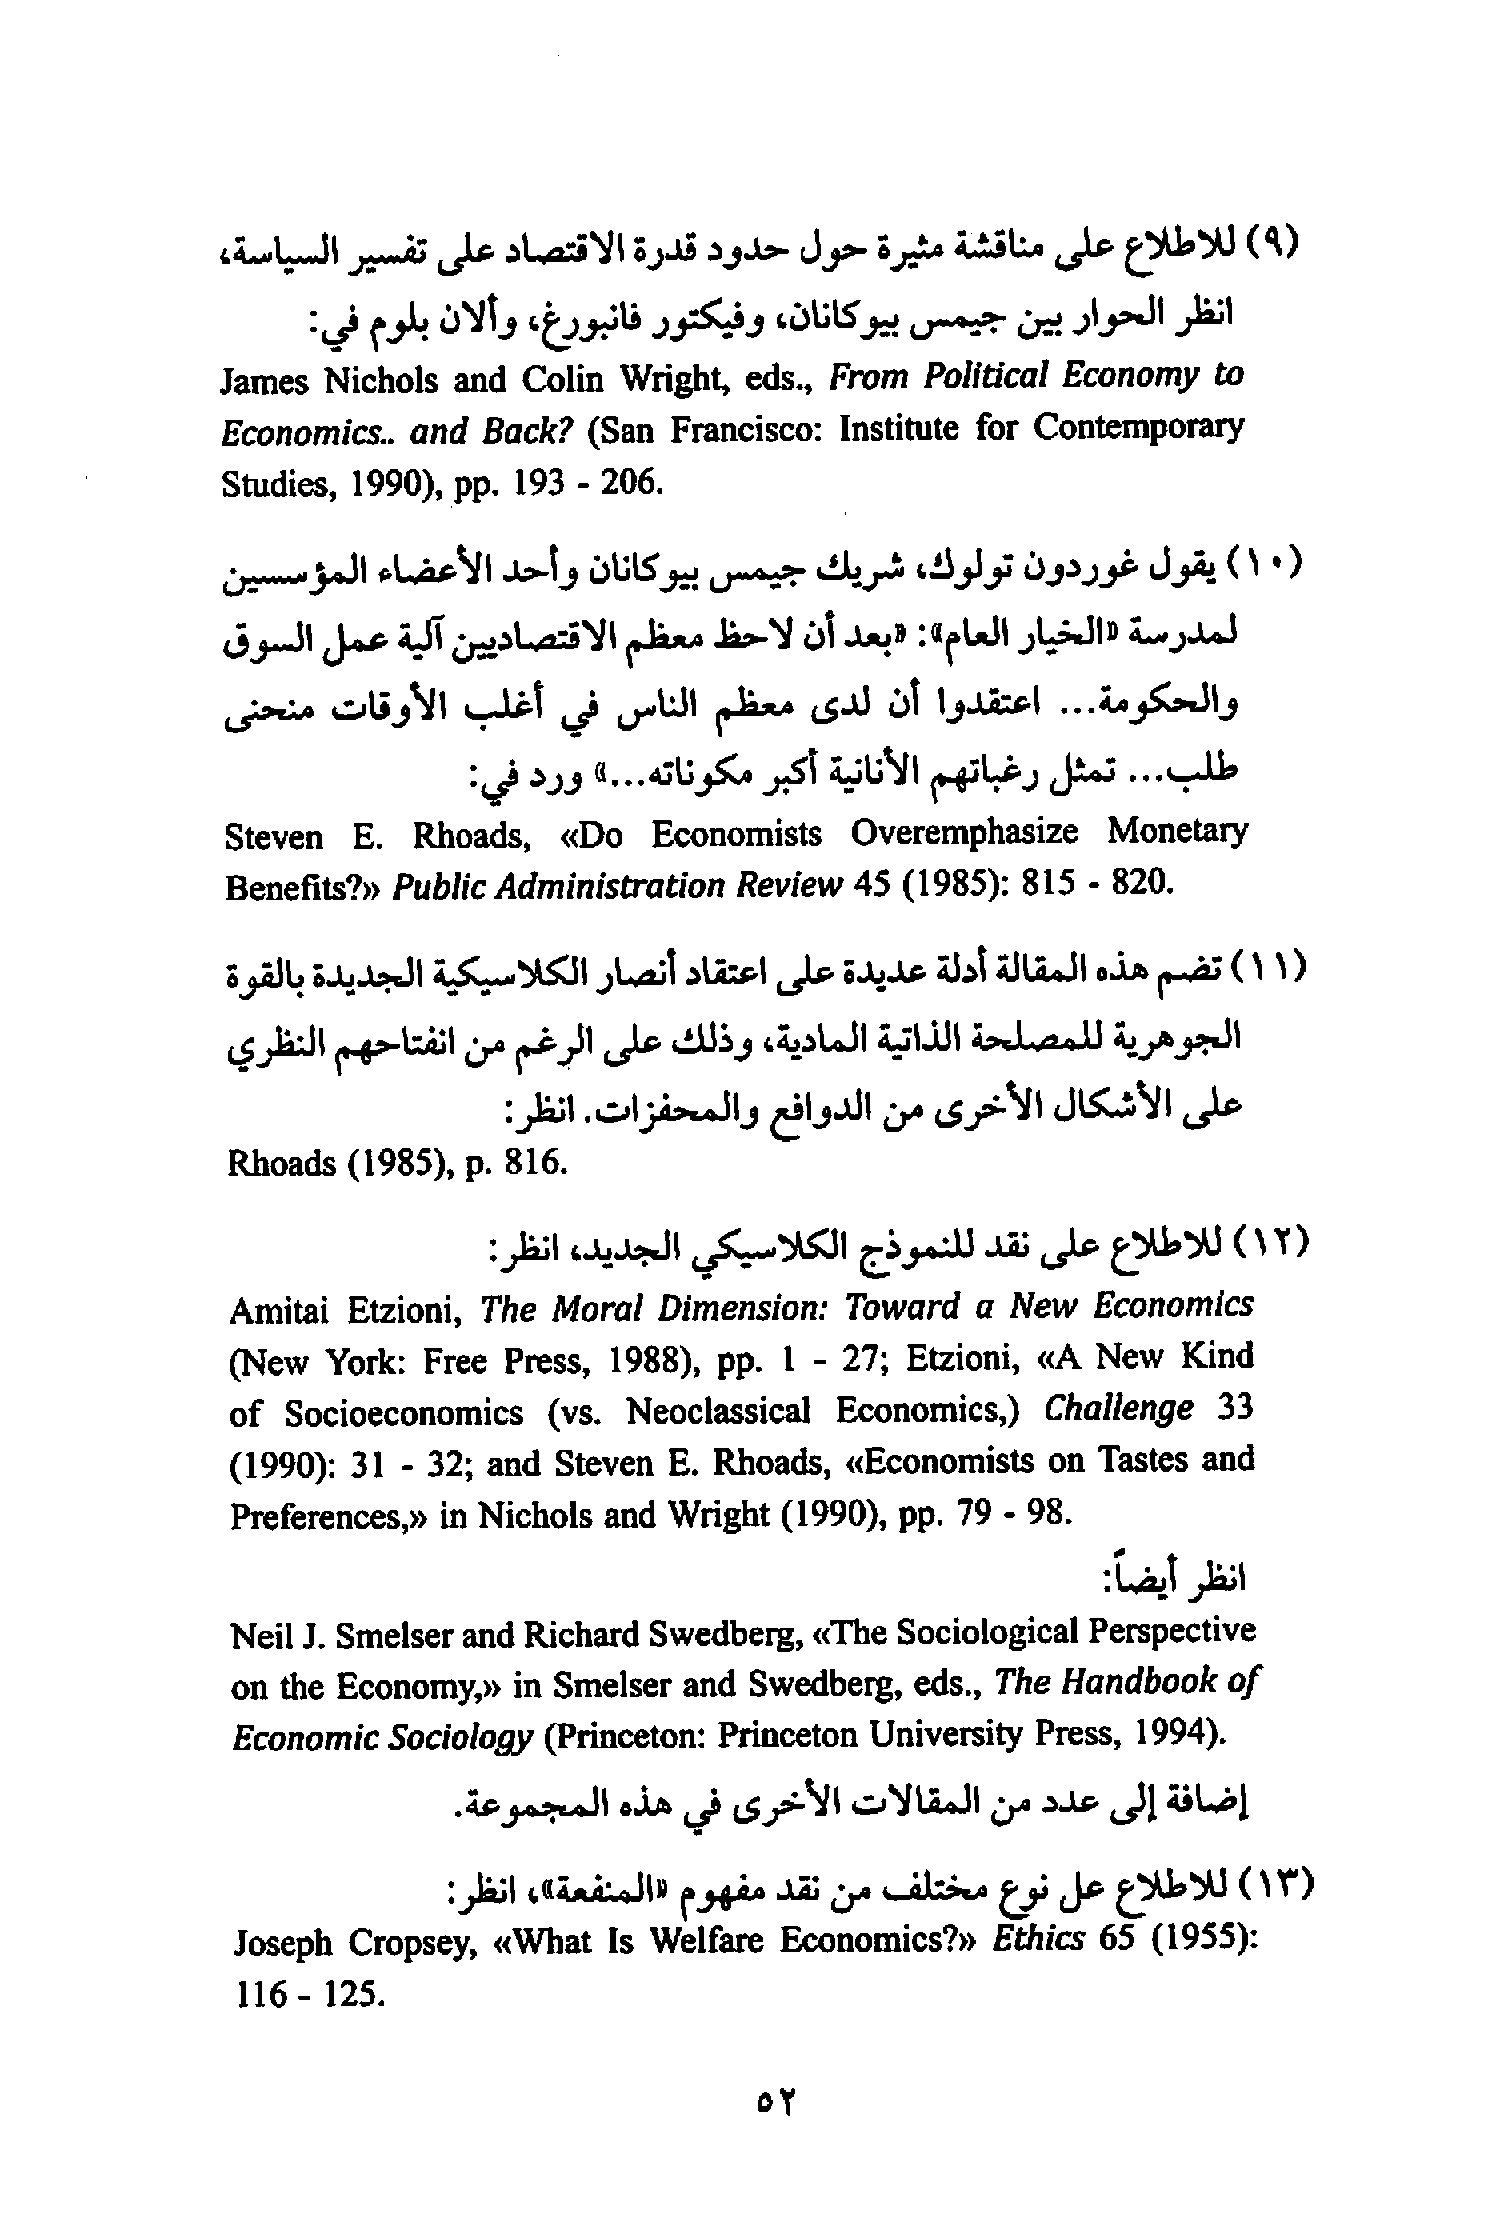 (٩) للاطلاع على مناقشة مثيرة حول حدود قدرة الاقتصاد على تفسير السياسة،
انظر الحوار بين جيمس بيوكانان، وفيكتور فانبورغ، وألان بلوم في:
James Nichols and Colin Wright, eds., From Political Economy to
Economics.. and Back? (San Francisco: Institute for Contemporary
Studies, 1990), pp. 193 - 206.
(١٠) يقول غوردون تولوك، شريك جيمس بيوكانان وأحد الأعضاء المؤسسين
لمدرسة «الخيار العام»: «بعد أن لاحظ معظم الاقتصاديين آلية عمل السوق
والحكومة... اعتقدوا أن لدى معظم الناس في أغلب الأوقات منحنى
طلب... تمثل رغباتهم الأنانية أكبر مكوناته...» ورد في:
Steven E. Rhoads, «Do Economists Overemphasize Monetary
Benefits?» Public Administration Review 45 (1985): 815 - 820.
(١١) تضم هذه المقالة أدلة عديدة على اعتقاد أنصار الكلاسيكية الجديدة بالقوة
الجوهرية للمصلحة الذاتية المادية، وذلك على الرغم من انفتاحهم النظري
على الأشكال الأخرى من الدوافع والمحفزات. انظر:
Rhoads (1985), p. 816.
(١٢) للاطلاع على نقد للنموذج الكلاسيكي الجديد، انظر:
Amitai Etzioni, The Moral Dimension: Toward a New Economics
(New York: Free Press, 1988), pp. 1 - 27; Etzioni, «A New Kind
of Socioeconomics (vs. Neoclassical Economics,) Challenge 33
(1990): 31 - 32; and Steven E. Rhoads, «Economists on Tastes and
Preferences,» in Nichols and Wright (1990), pp. 79 - 98.
انظر أيضاً:
Neil J. Smelser and Richard Swedberg, «The Sociological Perspective
on the Economy,» in Smelser and Swedberg, eds., The Handbook of
Economic Sociology (Princeton: Princeton University Press, 1994).
إضافة إلى عدد من المقالات الأخرى في هذه المجموعة.
(١٣) للاطلاع عل نوع مختلف من نقد مفهوم «المنفعة»، انظر:
Joseph Cropsey, «What Is Welfare Economics?» Ethics 65 (1955):
116 - 125.
٥٢